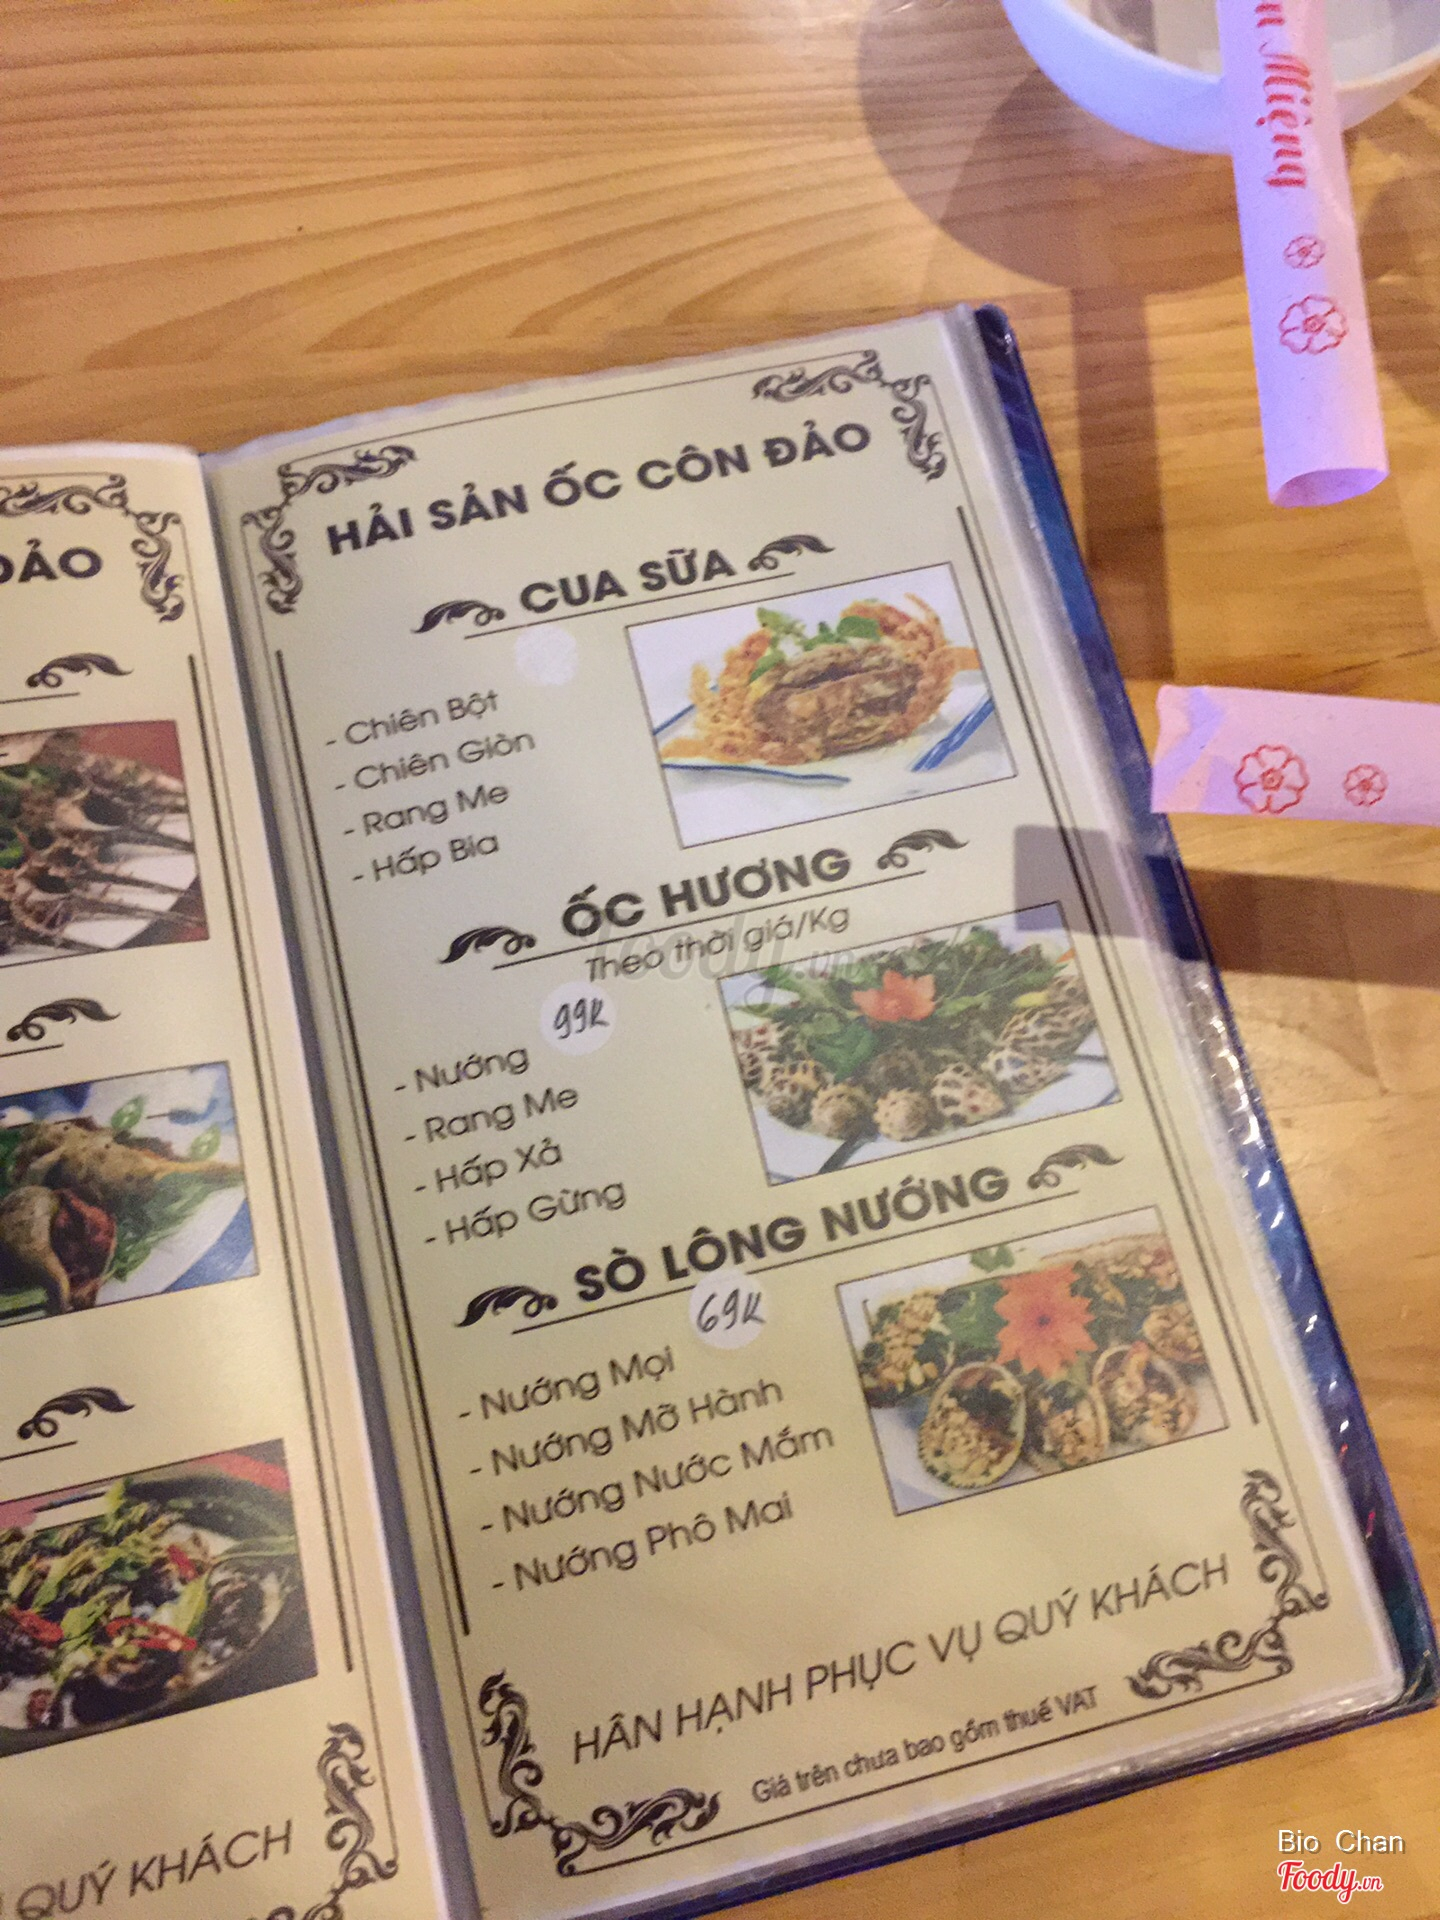 Miệng
ĐẢO
QUÝ KHÁCH
HẢI SẢN ỐC CÔN ĐẢO
CUA SỮA
- Chiên Bột
- Chiên Giòn
- Rang Me
- Hấp Bia
ỐC HƯƠNG
Theo thời giá/Kg
99K
- Nướng
- Rang Me
- Hấp Xả
- Hấp Gừng
SÒ LÔNG NƯỚNG
69K
- Nướng Mọi
- Nướng Mỡ Hành
- Nướng Nước Mắm
- Nướng Phô Mai
HÂN HẠNH PHỤC VỤ QUÝ KHÁCH
Giá trên chưa bao gồm thuế VAT
foody.vn
Bio Chan
Foody.vn